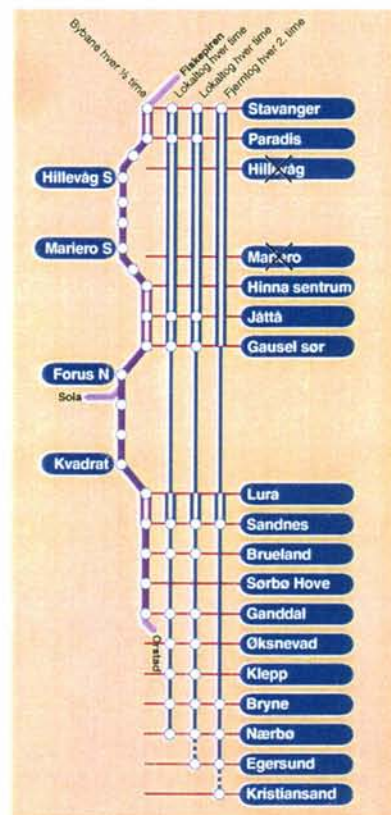 Bybane hver ½ time
Fiskepiren
Lokaltog hver time
Lokaltog hver time
Fjerntog hver 2. time
Stavanger
Paradis
Hillevåg
Hillevåg S
Mariero S
Mariero
Hinna sentrum
Jåttå
Gausel sør
Forus N
Sola
Kvadrat
Lura
Sandnes
Brueland
Sørbø Hove
Ganddal
Orstad
Øksnevad
Klepp
Bryne
Nærbø
Egersund
Kristiansand